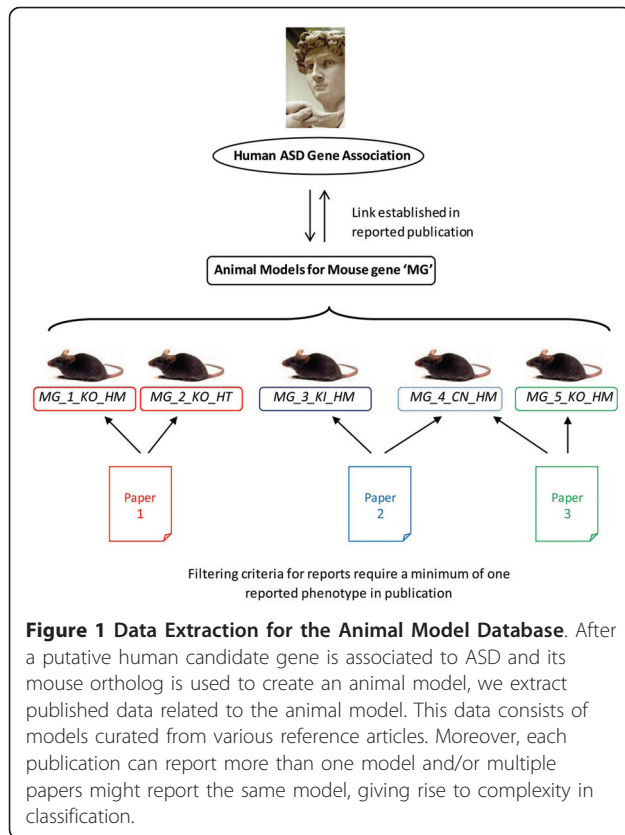 Human ASD Gene Association
Link established in
reported publication
Animal Models for Mouse gene 'MG'
MG_1_KO_HM
MG_2_KO_HT
MG_3_KI_HM
MG_4_CN_HM
MG_5_KO_HM
Paper
1
Paper
2
Paper
3
Filtering criteria for reports require a minimum of one
reported phenotype in publication
Figure 1 Data Extraction for the Animal Model Database. After
a putative human candidate gene is associated to ASD and its
mouse ortholog is used to create an animal model, we extract
published data related to the animal model. This data consists of
models curated from various reference articles. Moreover, each
publication can report more than one model and/or multiple
papers might report the same model, giving rise to complexity in
classification.